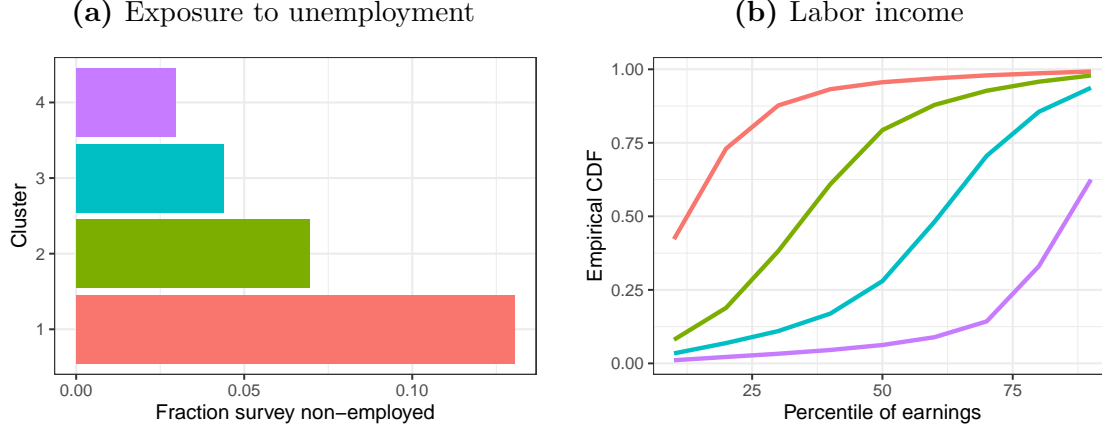 (a) Exposure to unemployment
4
3
2
1
Cluster
0.00 0.05 0.10
Fraction survey non−employed
(b) Labor income
1.00
0.75
0.50
0.25
0.00
Empirical CDF
25 50 75
Percentile of earnings